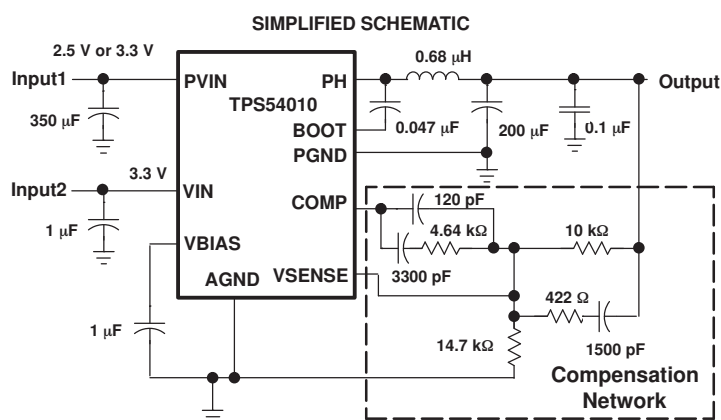 SIMPLIFIED SCHEMATIC
2.5 V or 3.3 V
0.68 μH
Input1
PVIN
PH
Output
TPS54010
350 μF
BOOT
0.047 μF
200 μF
0.1 μF
PGND
3.3 V
Input2
VIN
COMP
120 pF
1 μF
4.64 kΩ
10 kΩ
VBIAS
3300 pF
AGND
VSENSE
422 Ω
1 μF
14.7 kΩ
1500 pF
Compensation
Network